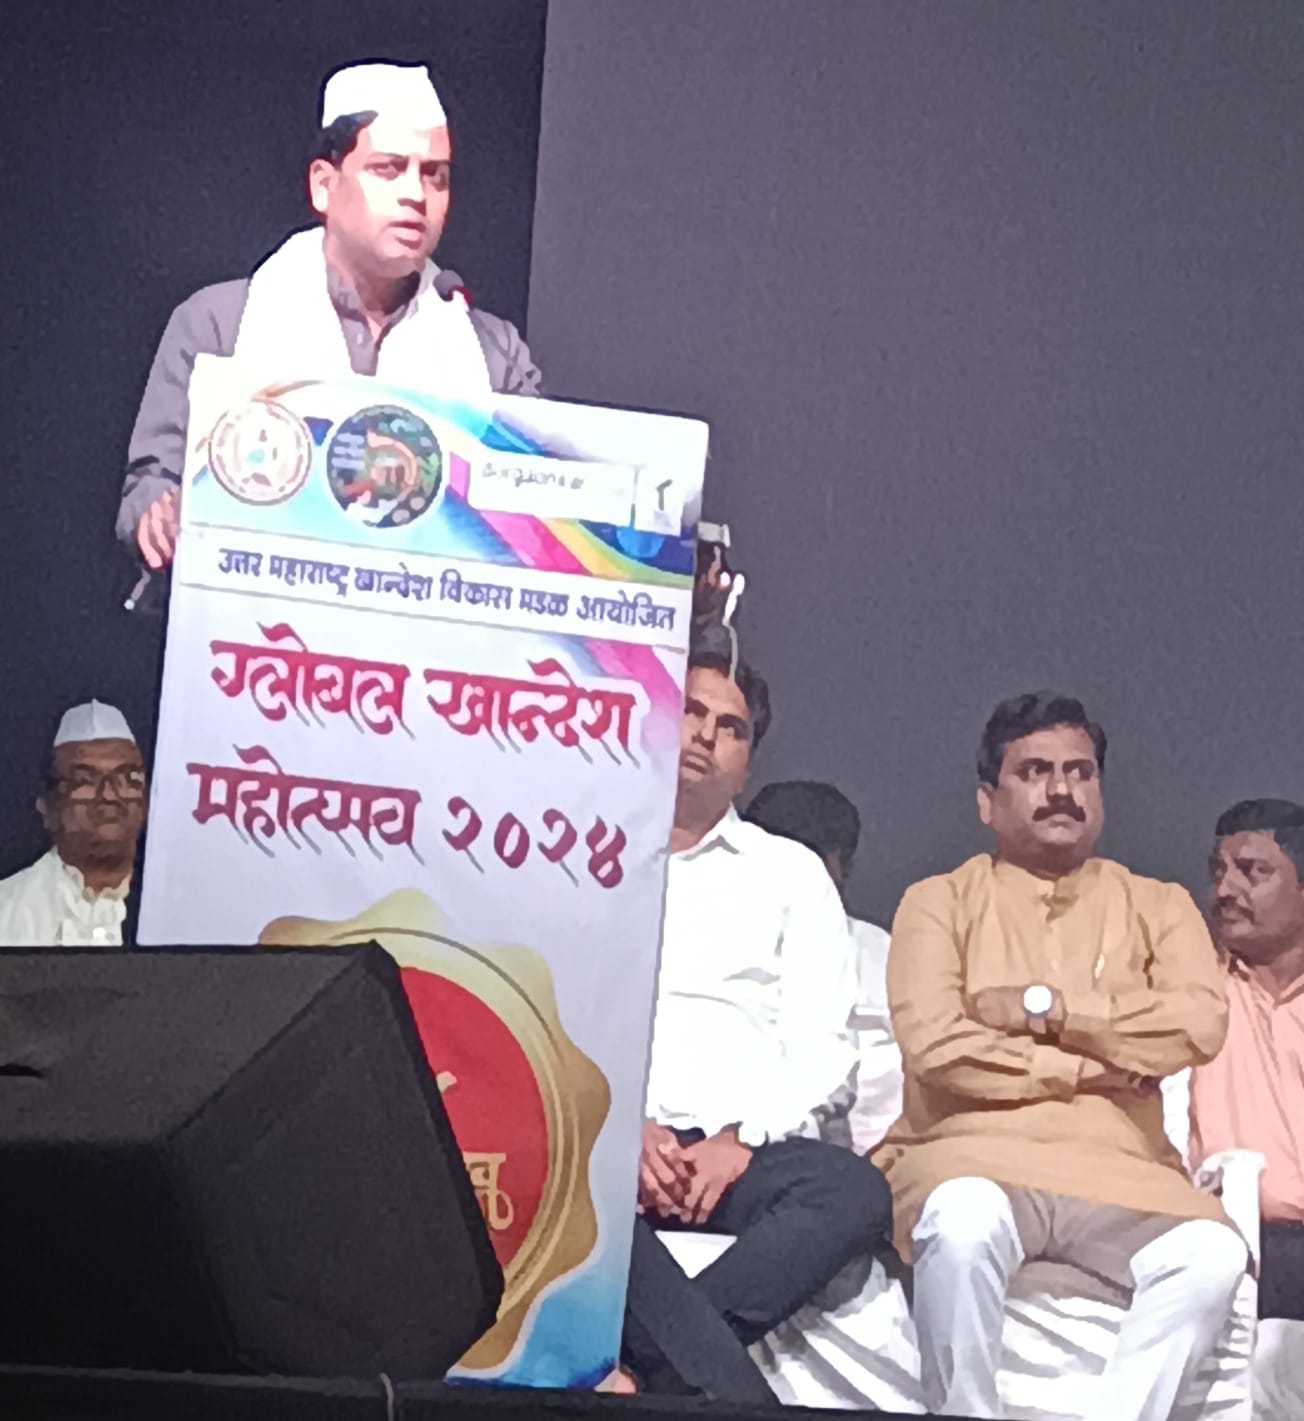 उत्तर महाराष्ट्र खान्देश विकास मंडळ आयोजित
ग्लोबल खान्देश
महोत्सव २०२४